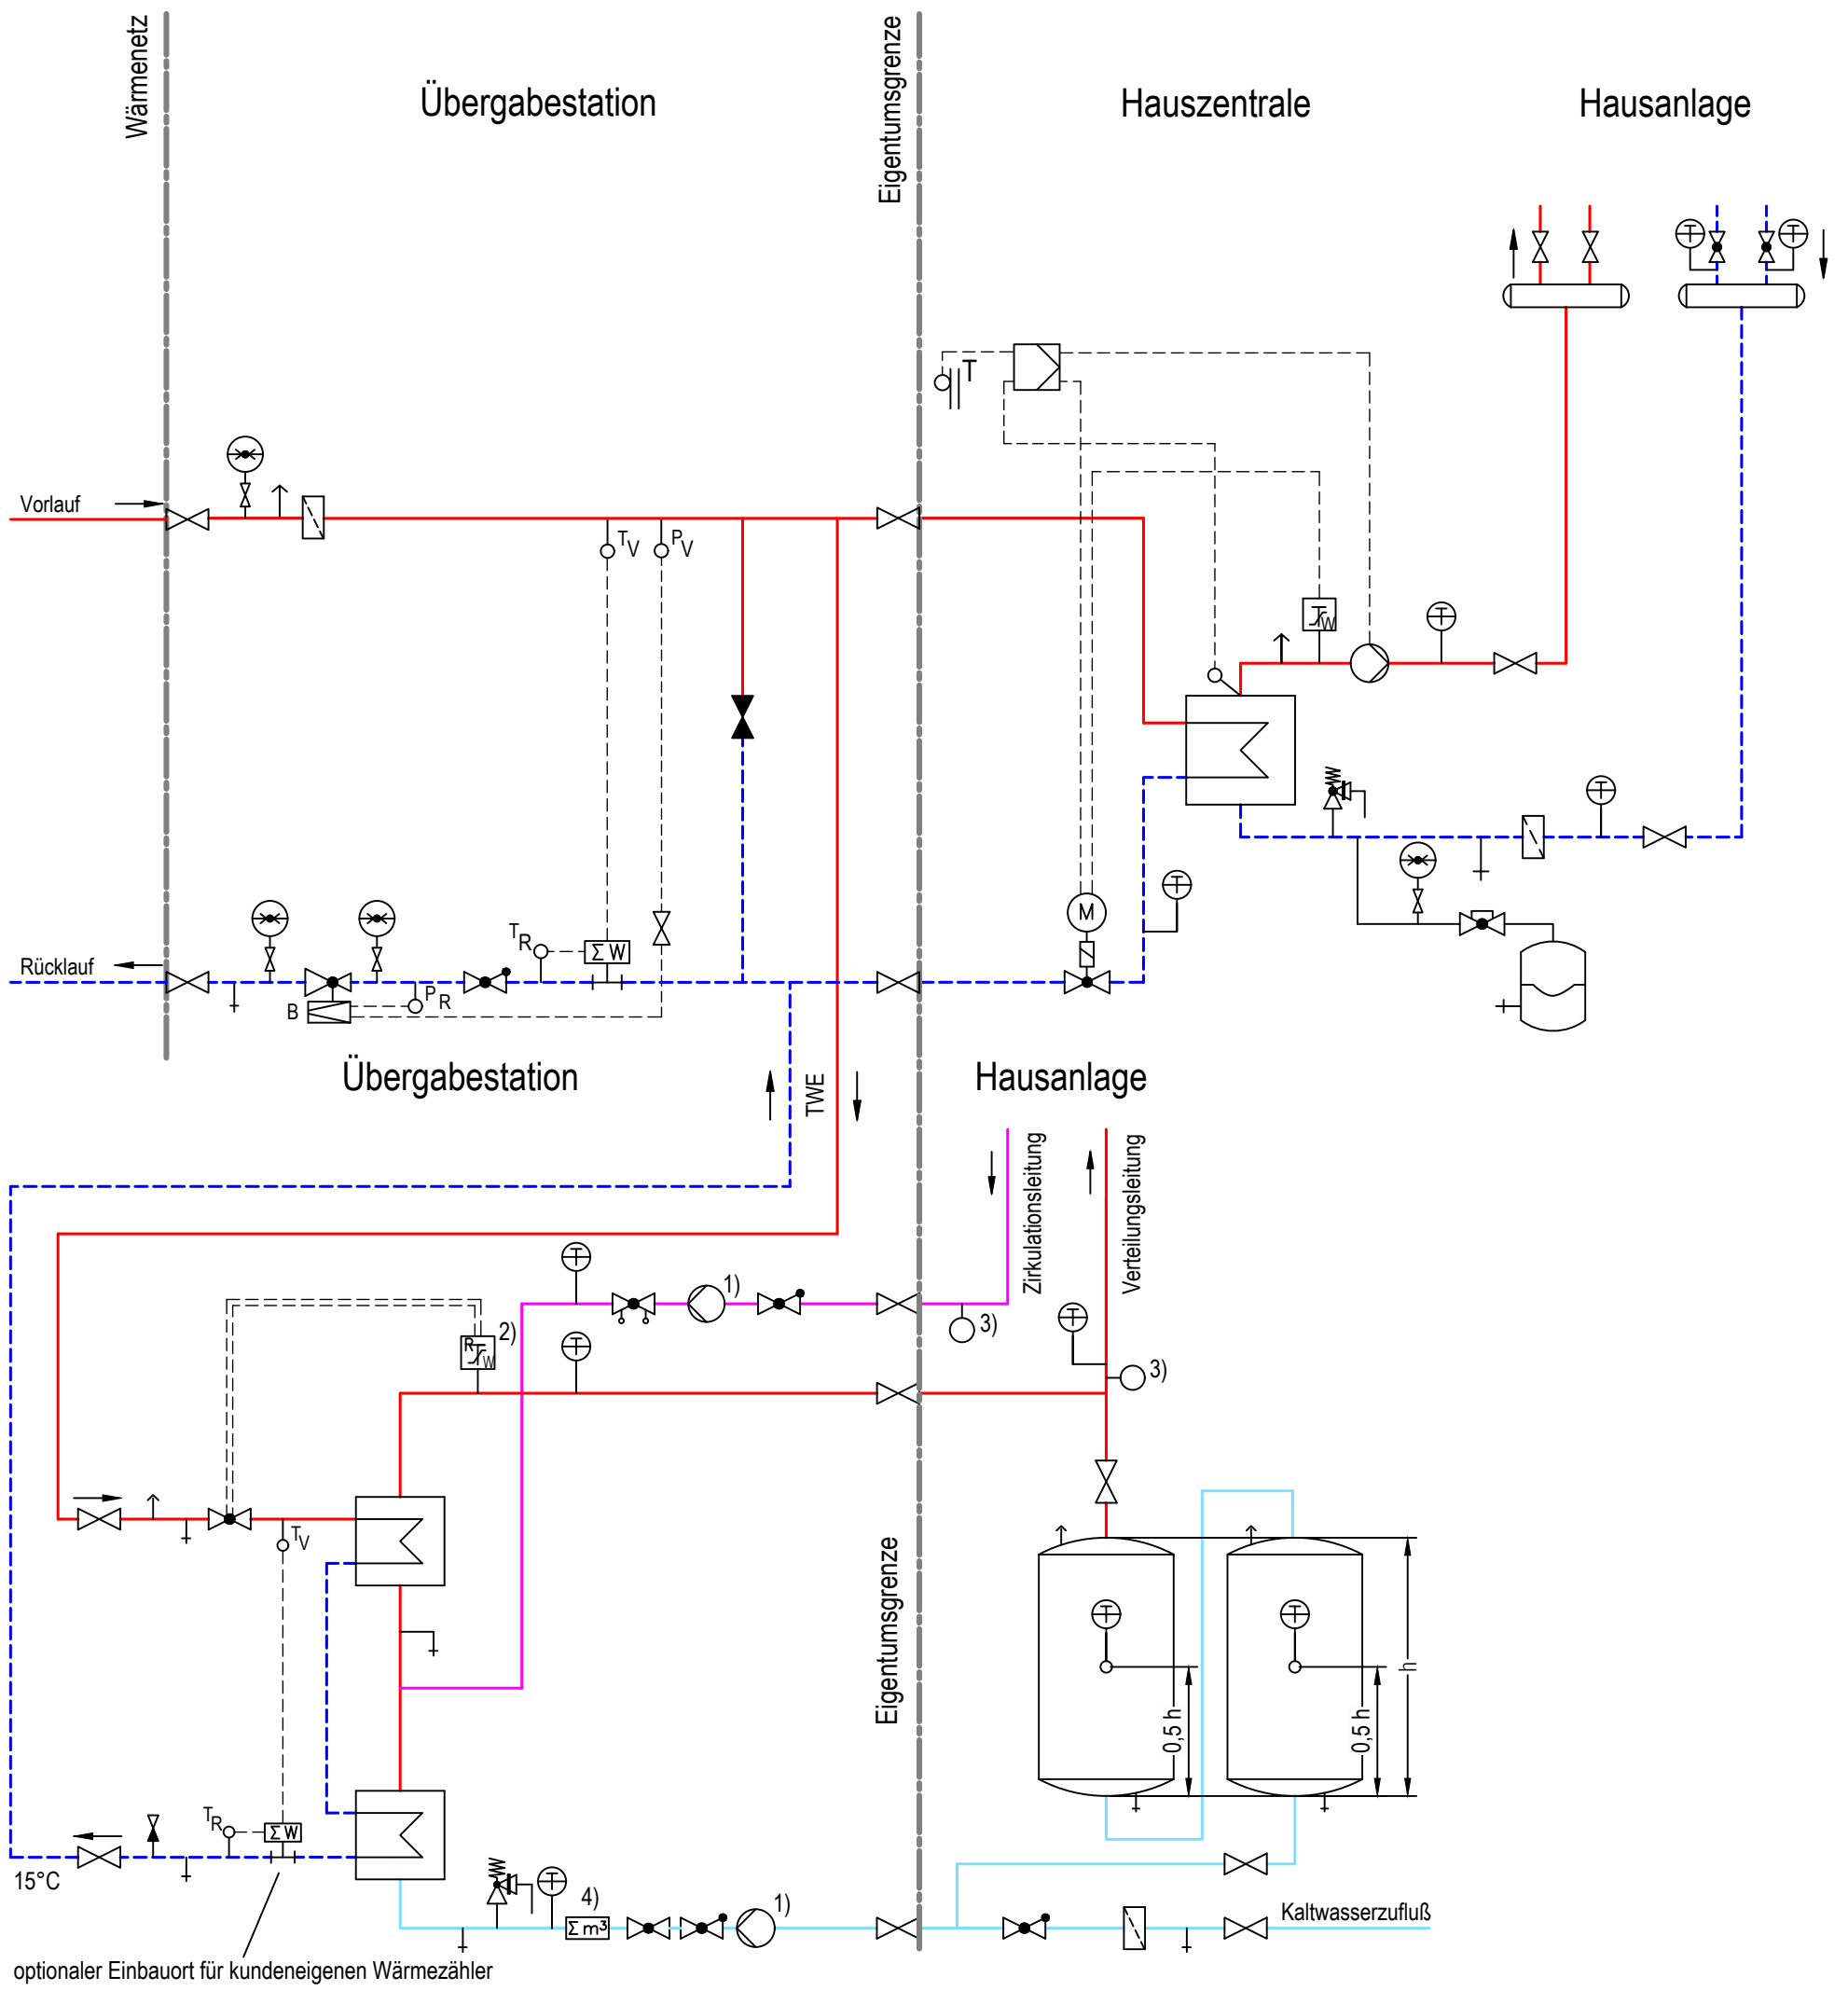 Wärmenetz
Übergabestation
Eigentumsgrenze
Hauszentrale
Hausanlage
T
T
T
Vorlauf
TV
PV
T
W
T
T
M
T
Rücklauf
TR
Σ W
B
PR
Übergabestation
TWE
Hausanlage
Zirkulationsleitung
Verteilungsleitung
T
1)
3)
T
R
W
2)
T
3)
TV
Eigentumsgrenze
T
T
h
0,5 h
0,5 h
TR
Σ W
15°C
T
4)
Σ m³
1)
Kaltwasserzufluß
optionaler Einbauort für kundeneigenen Wärmezähler